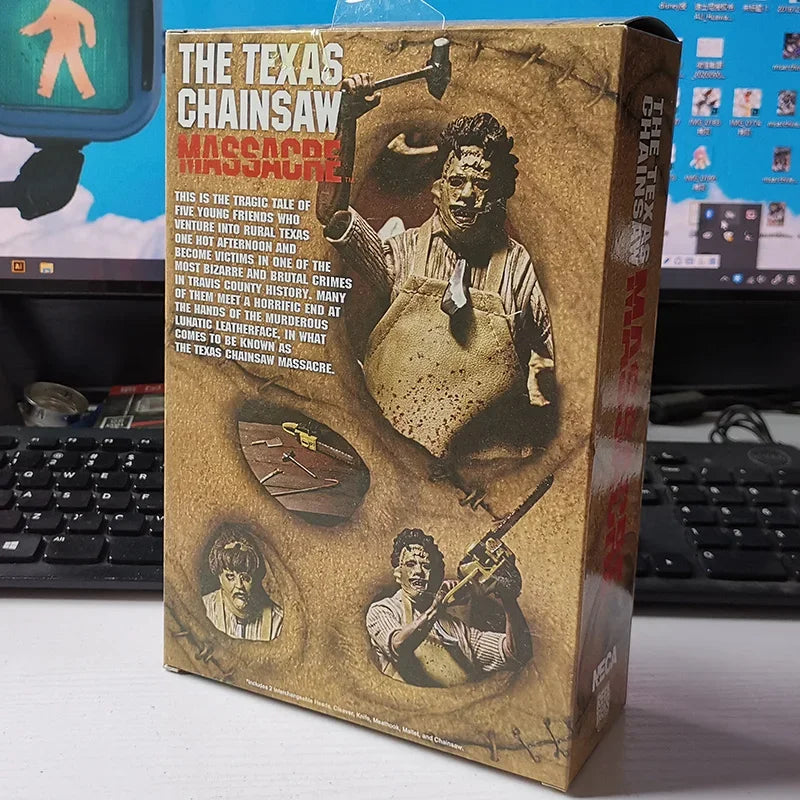 THE TEXAS
CHAINSAW
MASSACRE
TM
THIS IS THE TRAGIC TALE OF
FIVE YOUNG FRIENDS WHO
VENTURE INTO RURAL TEXAS
ONE HOT AFTERNOON AND
BECOME VICTIMS IN ONE OF THE
MOST BIZARRE AND BRUTAL CRIMES
IN TRAVIS COUNTY HISTORY. MANY
OF THEM MEET A HORRIFIC END AT
THE HANDS OF THE MURDEROUS
LUNATIC LEATHERFACE, IN WHAT
COMES TO BE KNOWN AS
THE TEXAS CHAINSAW MASSACRE.
*Includes 2 Interchangeable Heads, Cleaver, Knife, Meathook, Mallet, and Chainsaw.
THE TEXAS
CHAINSAW
MASSACRE
NECA
Ai